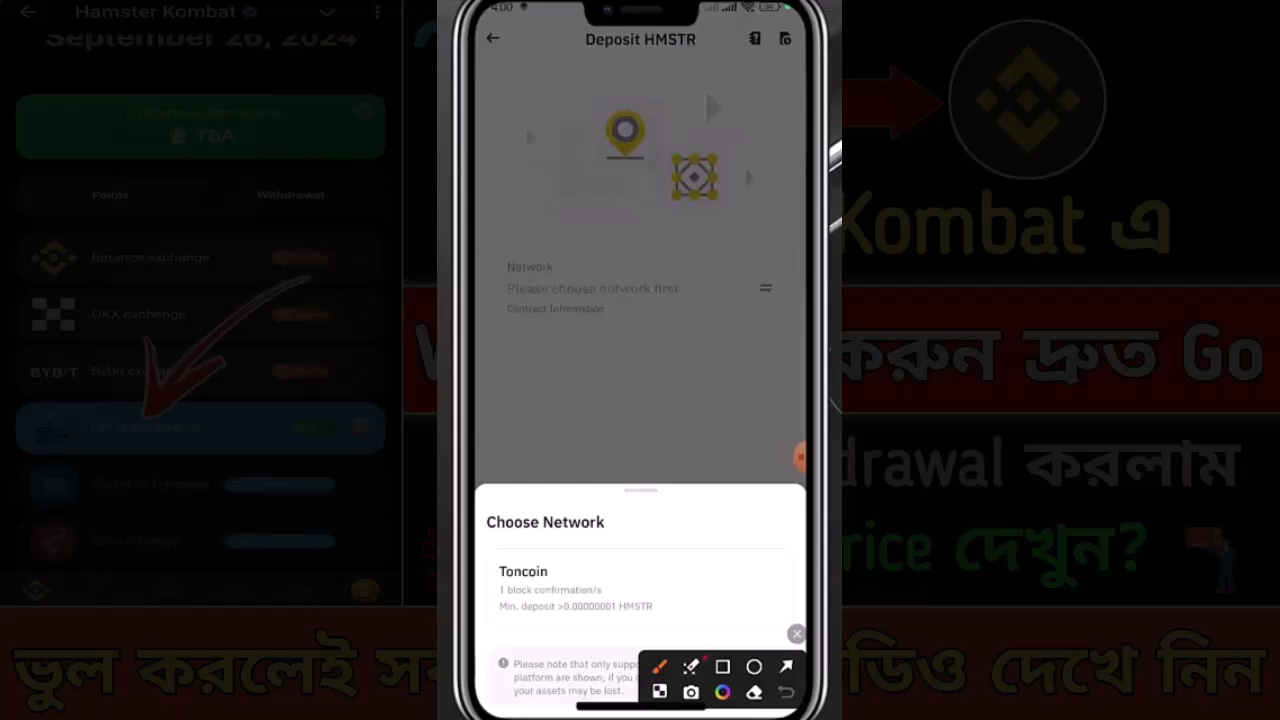 Hamster Kombat
September 26, 2024
TBA
Points
Withdrawal
Binance exchange
OKX exchange
BYBIT
Bybit
Kombat এ
করুন দ্রুত Go
drawal করলাম
rice দেখুন?
ভুল করলেই
ডিও দেখে নিন
4:00
Deposit HMSTR
Network
Please choose network first
Contract Information
Choose Network
Toncoin
1 block confirmation/s
Min. deposit >0.00000001 HMSTR
Please note that only supp
platform are shown, if you
your assets may be lost.